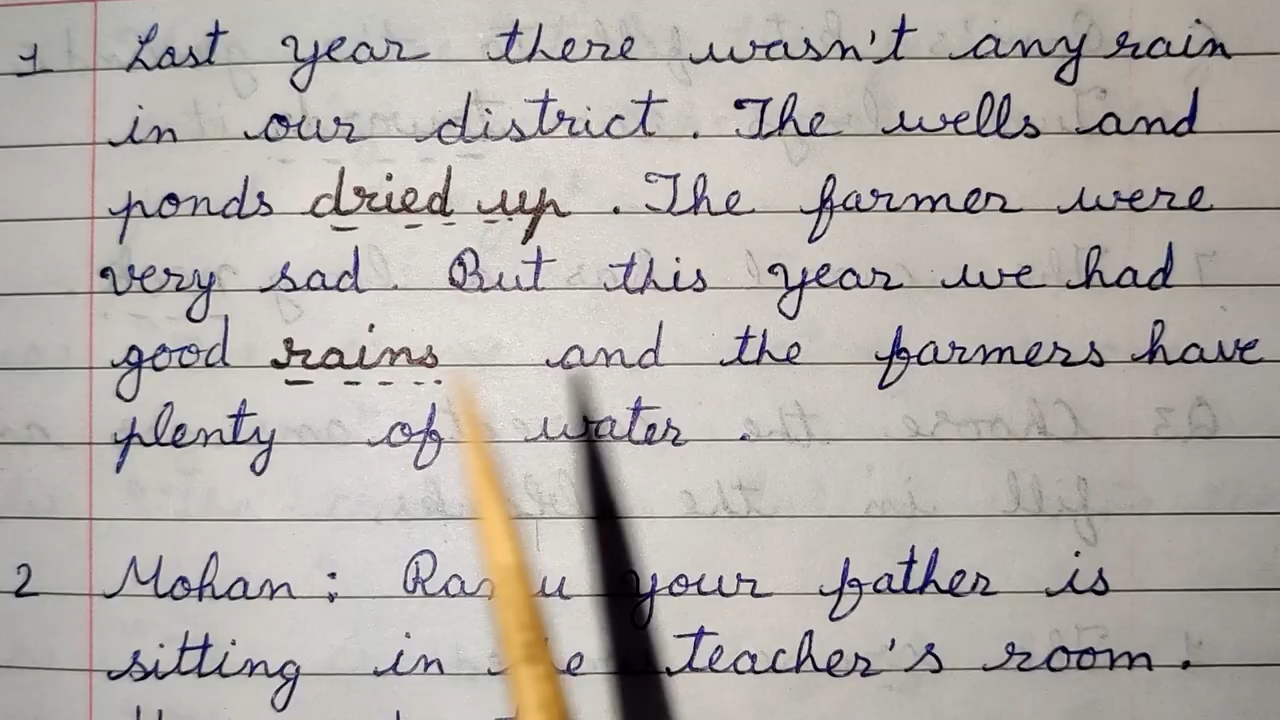 1 Last year there wasn't any rain
in our district. The wells and
ponds dried up. The farmer were
very sad. But this year we had
good rains and the farmers have
plenty of water.
2 Mohan: your father is
sitting in teacher's room.